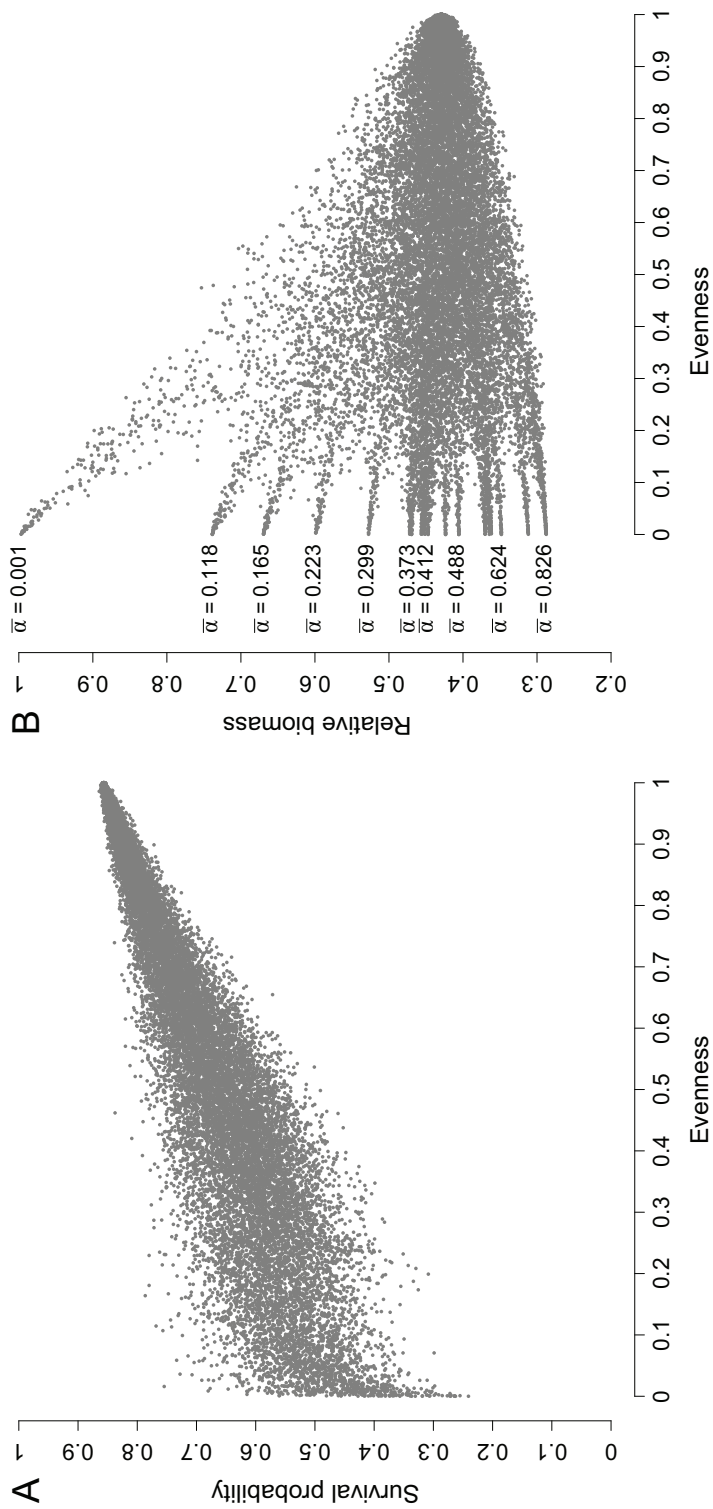 A
Survival probability
1
0.9
0.8
0.7
0.6
0.5
0.4
0.3
0.2
0.1
0
0 0.1 0.2 0.3 0.4 0.5 0.6 0.7 0.8 0.9 1
Evenness
B
Relative biomass
1
0.9
0.8
0.7
0.6
0.5
0.4
0.3
0.2
α̅ = 0.001
α̅ = 0.118
α̅ = 0.165
α̅ = 0.223
α̅ = 0.299
α̅ = 0.373
α̅ = 0.412
α̅ = 0.488
α̅ = 0.624
α̅ = 0.826
0 0.1 0.2 0.3 0.4 0.5 0.6 0.7 0.8 0.9 1
Evenness